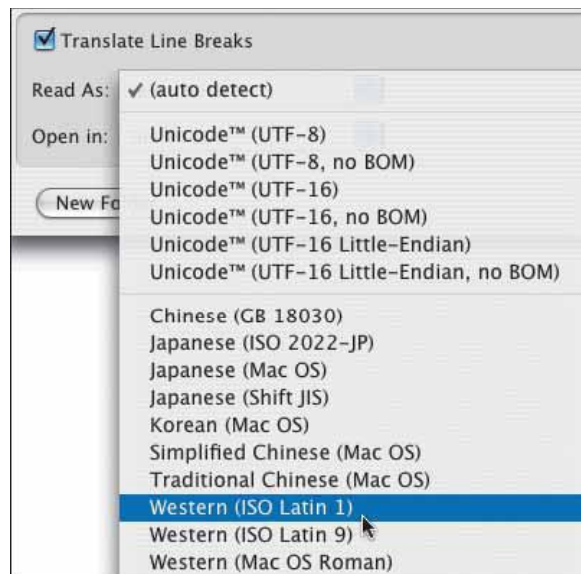 Translate Line Breaks
Read As: ✓ (auto detect)
Open in:
Unicode™ (UTF-8)
Unicode™ (UTF-8, no BOM)
Unicode™ (UTF-16)
Unicode™ (UTF-16, no BOM)
Unicode™ (UTF-16 Little-Endian)
Unicode™ (UTF-16 Little-Endian, no BOM)
New Fo
Chinese (GB 18030)
Japanese (ISO 2022-JP)
Japanese (Mac OS)
Japanese (Shift JIS)
Korean (Mac OS)
Simplified Chinese (Mac OS)
Traditional Chinese (Mac OS)
Western (ISO Latin 1)
Western (ISO Latin 9)
Western (Mac OS Roman)